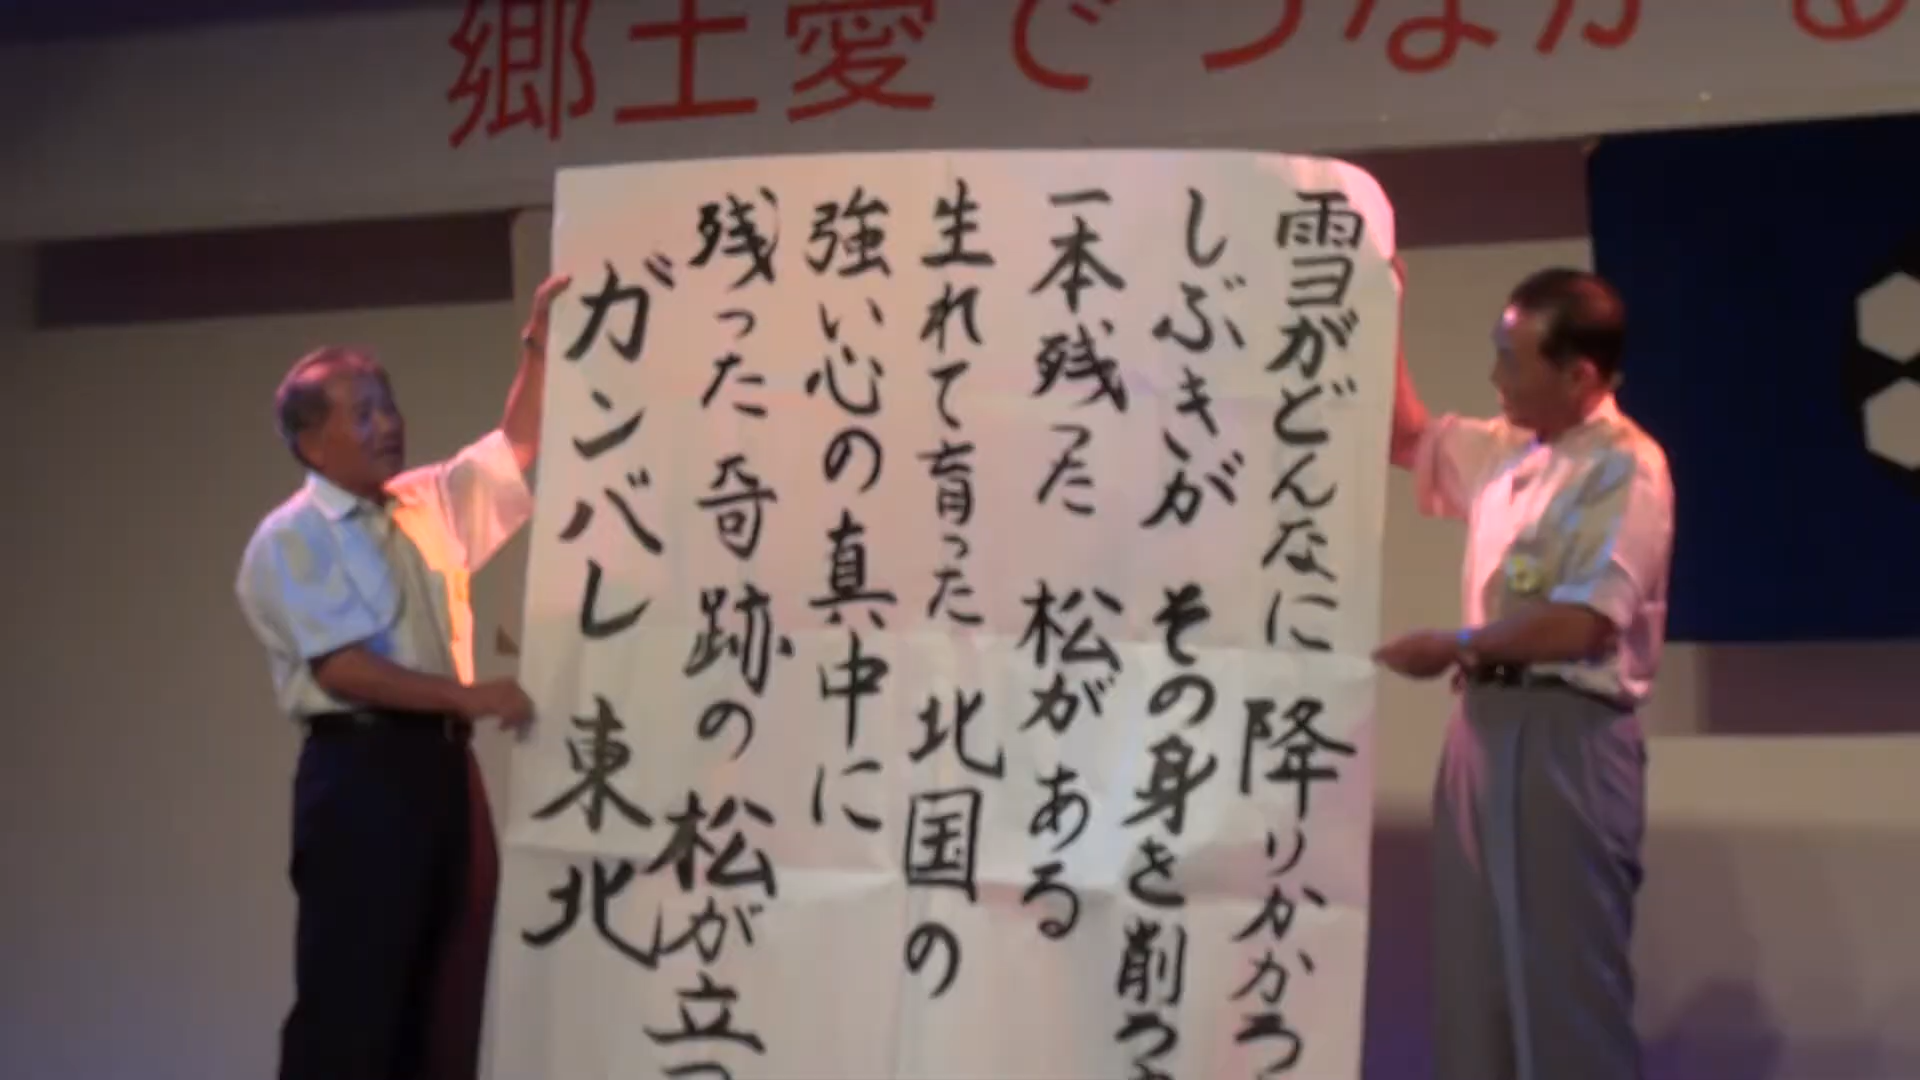 郷土愛でつながる
雪がどんなに 降りかかろ
しぶきが その身を削ろう
一本残った 松がある
生れて育った 北国の
強い心の真中に
残った奇跡の松が立つ
ガンバレ 東北